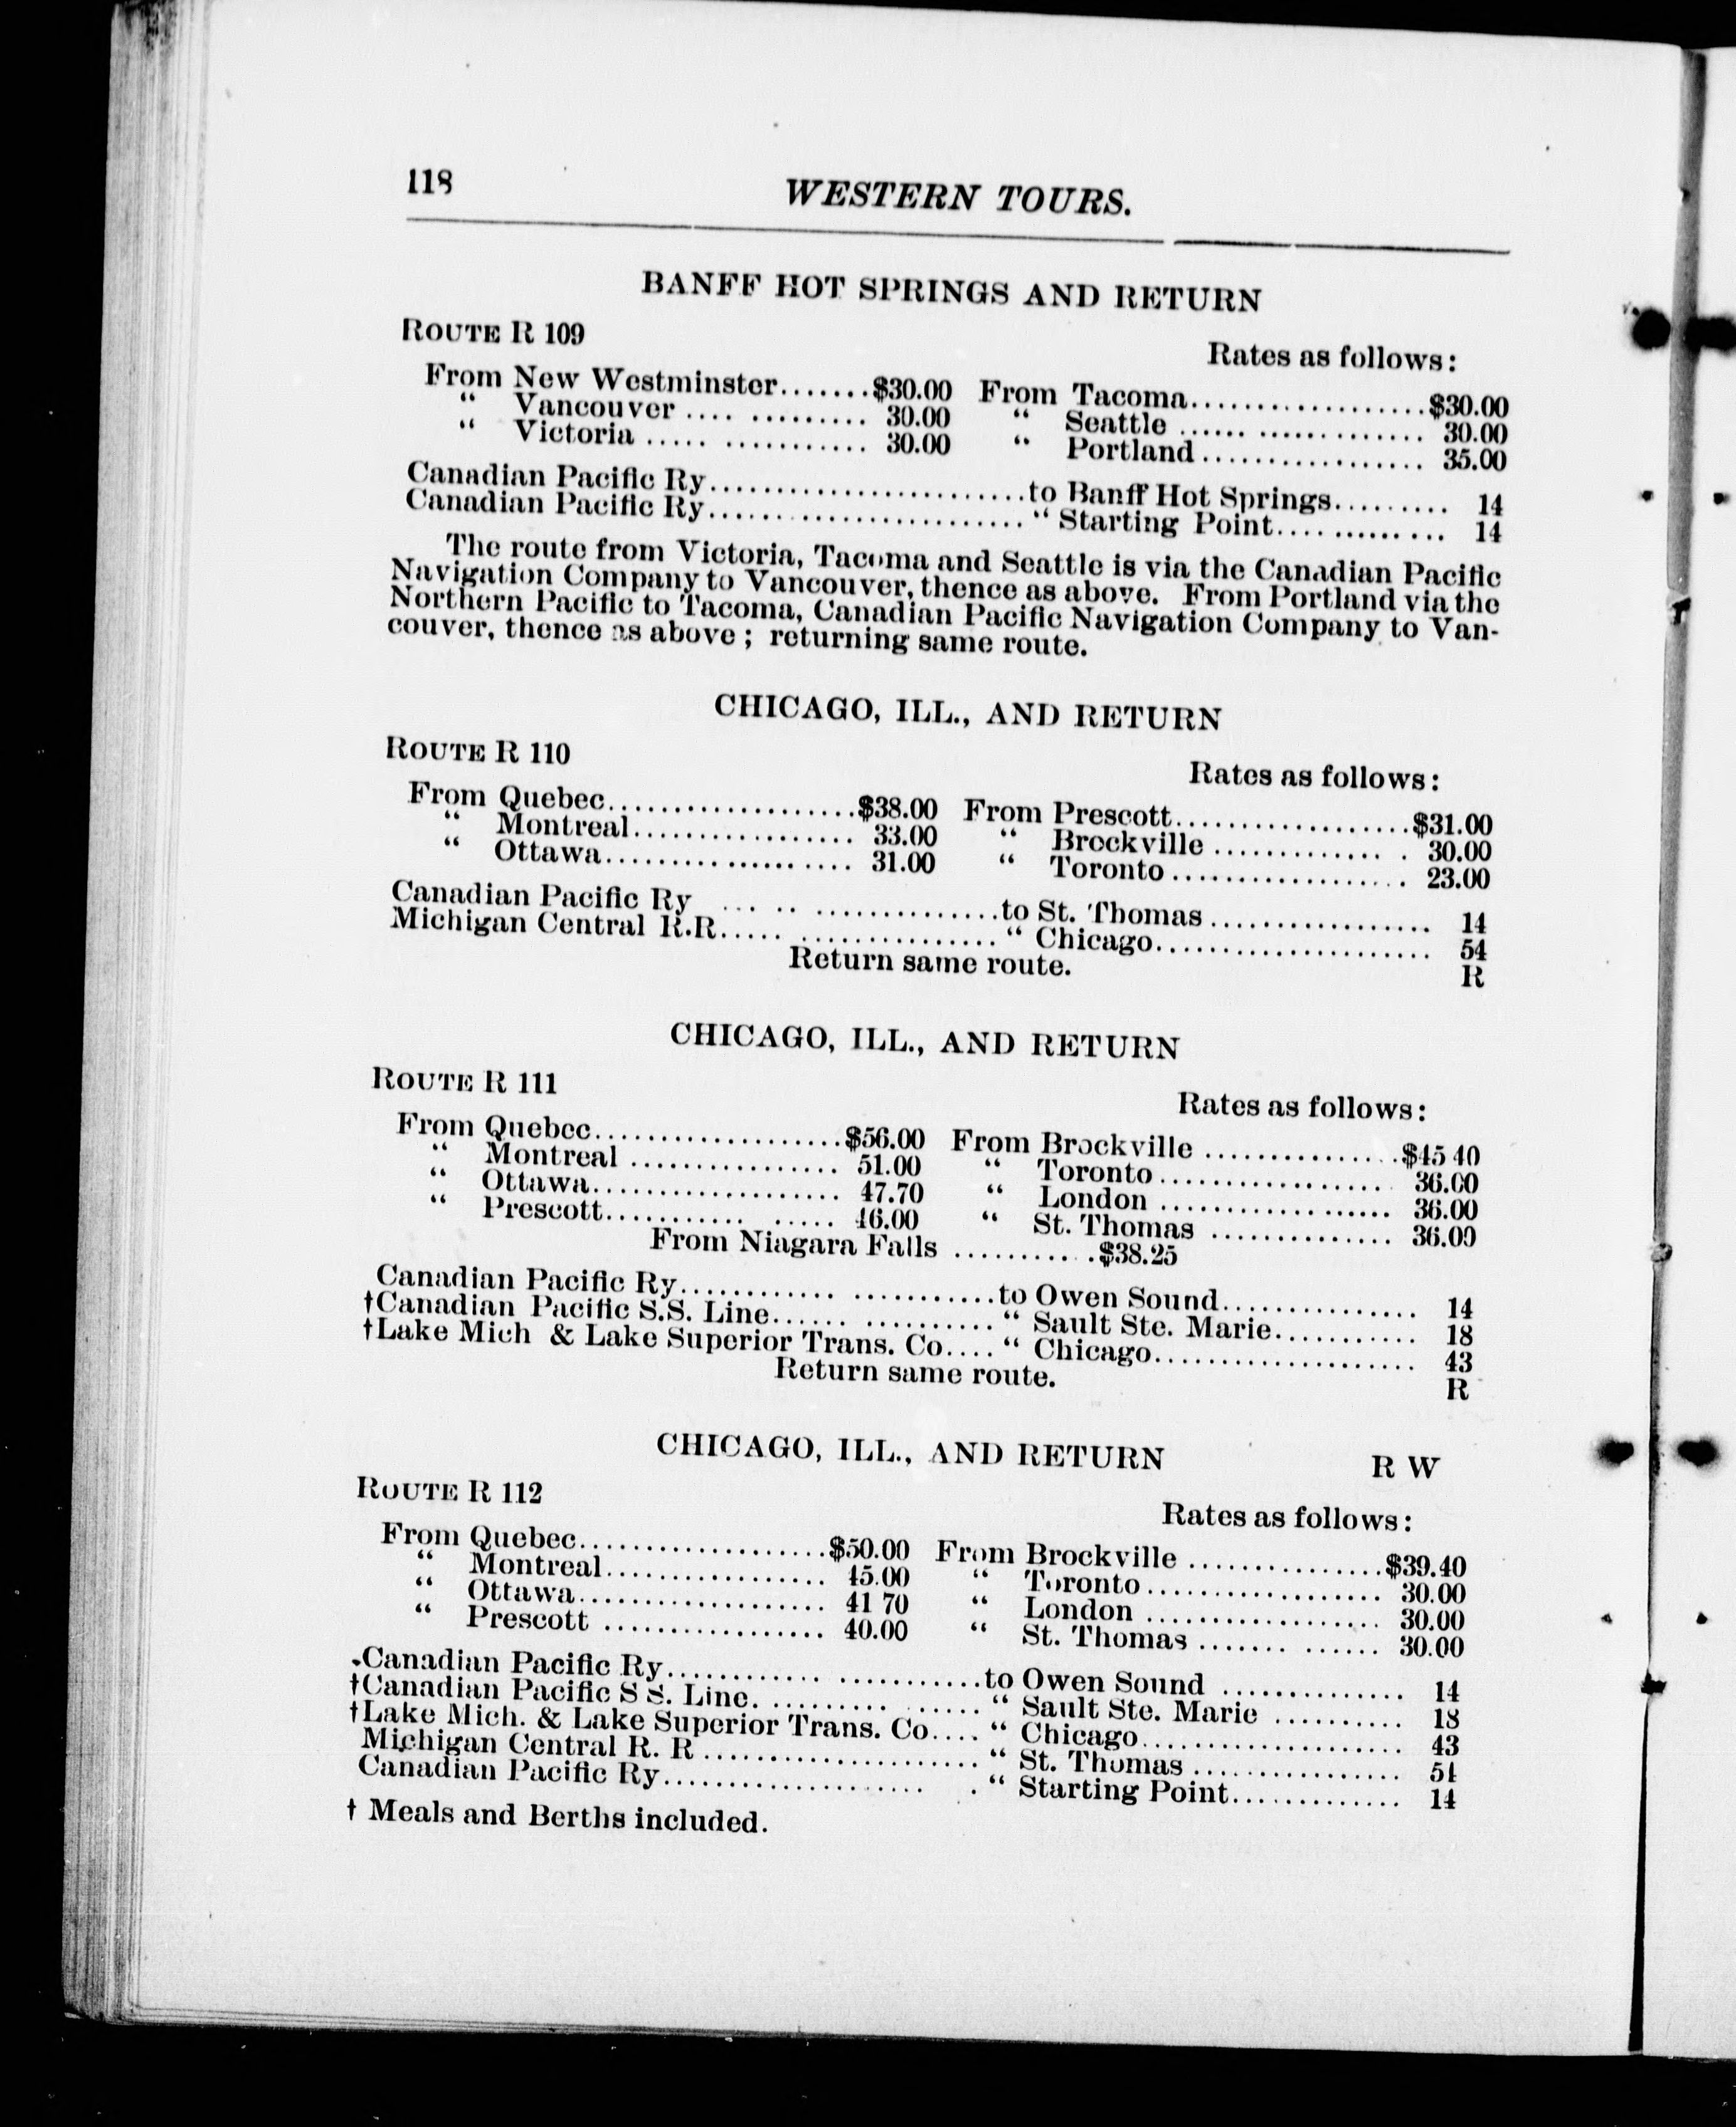 118 WESTERN TOURS.
BANFF HOT SPRINGS AND RETURN
ROUTE R 109
Rates as follows:
From New Westminster.......$30.00 From Tacoma..................$30.00
“ Vancouver .... ......... 30.00 “ Seattle ...... ............. 30.00
“ Victoria ..... ........... 30.00 “ Portland................. 35.00
Canadian Pacific Ry........................to Banff Hot Springs......... 14
Canadian Pacific Ry........................ “ Starting Point............. 14
The route from Victoria, Tacoma and Seattle is via the Canadian Pacific
Navigation Company to Vancouver, thence as above. From Portland via the
Northern Pacific to Tacoma, Canadian Pacific Navigation Company to Van-
couver, thence as above; returning same route.
CHICAGO, ILL., AND RETURN
ROUTE R 110
Rates as follows:
From Quebec...................$38.00 From Prescott..................$31.00
“ Montreal................. 33.00 “ Brockville ............. . 30.00
“ Ottawa................... 31.00 “ Toronto.................. 23.00
Canadian Pacific Ry ... .. ..............to St. Thomas................. 14
Michigan Central R.R..... ............... “ Chicago..................... 54
Return same route. R
CHICAGO, ILL., AND RETURN
ROUTE R 111
Rates as follows:
From Quebec...................$56.00 From Brockville ...............$45 40
“ Montreal ................ 51.00 “ Toronto.................. 36.00
“ Ottawa................... 47.70 “ London .................. 36.00
“ Prescott........... ..... 46.00 “ St. Thomas .............. 36.00
From Niagara Falls ...........$38.25
Canadian Pacific Ry............ ...........to Owen Sound............... 14
†Canadian Pacific S.S. Line...... .......... “ Sault Ste. Marie........... 18
†Lake Mich & Lake Superior Trans. Co.... “ Chicago.................... 43
Return same route. R
CHICAGO, ILL., AND RETURN R W
ROUTE R 112
Rates as follows:
From Quebec...................$50.00 From Brockville ...............$39.40
“ Montreal................. 45.00 “ Toronto.................. 30.00
“ Ottawa................... 41 70 “ London .................. 30.00
“ Prescott ................. 40.00 “ St. Thomas ....... ...... 30.00
Canadian Pacific Ry............ ...........to Owen Sound .............. 14
†Canadian Pacific S S. Line. ......... ...... “ Sault Ste. Marie .......... 18
†Lake Mich. & Lake Superior Trans. Co.... “ Chicago.................... 43
Michigan Central R. R ..................... “ St. Thomas ................ 54
Canadian Pacific Ry.................... . “ Starting Point............. 14
† Meals and Berths included.